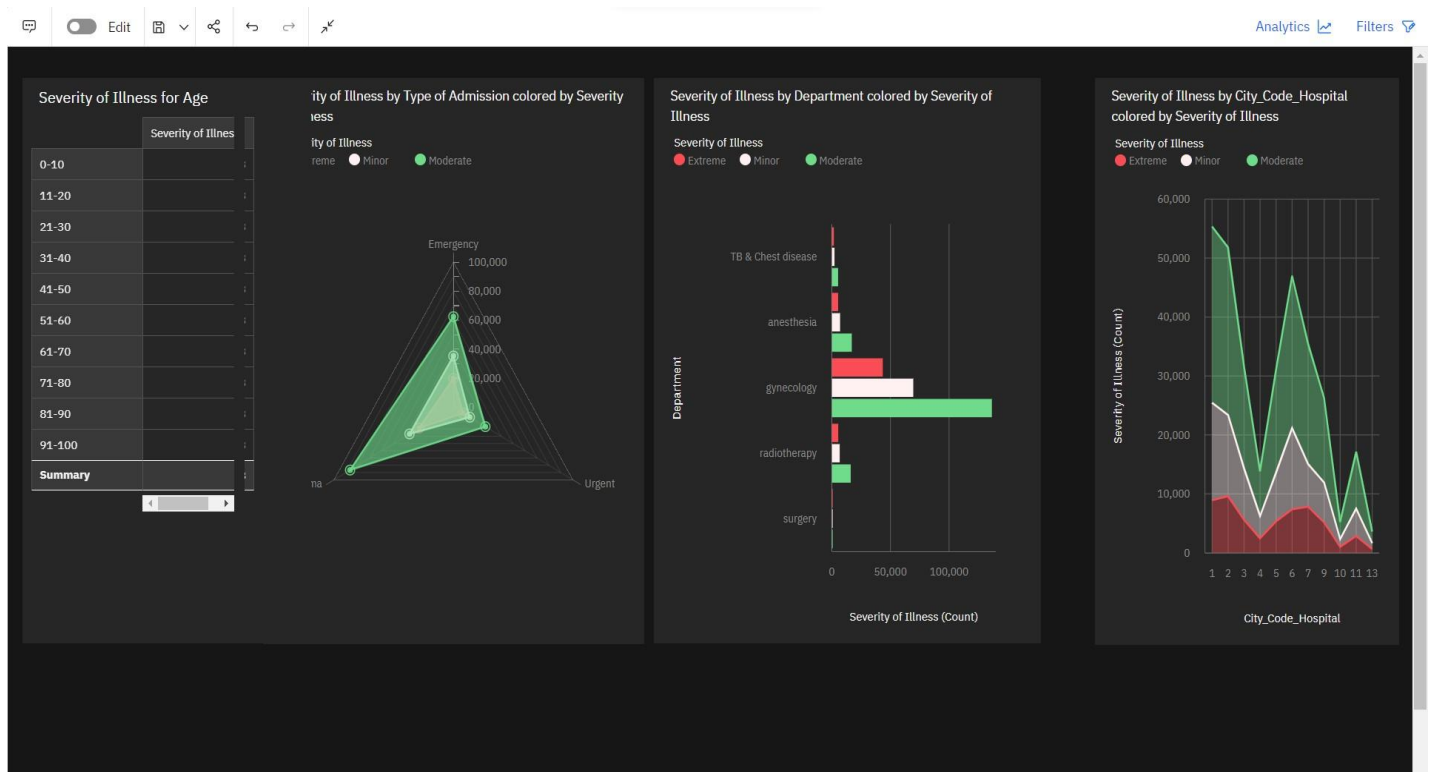 Edit
Analytics
Filters
Severity of Illness for Age
Severity of Illnes
0-10
11-20
21-30
31-40
41-50
51-60
61-70
71-80
81-90
91-100
Summary
ity of Illness by Type of Admission colored by Severity
ness
ity of Illness
reme Minor Moderate
Emergency
100,000
80,000
60,000
40,000
20,000
0
ma
Urgent
Severity of Illness by Department colored by Severity of
Illness
Severity of Illness
Extreme Minor Moderate
Department
TB & Chest disease
anesthesia
gynecology
radiotherapy
surgery
0 50,000 100,000
Severity of Illness (Count)
Severity of Illness by City_Code_Hospital
colored by Severity of Illness
Severity of Illness
Extreme Minor Moderate
Severity of Illness (Count)
60,000
50,000
40,000
30,000
20,000
10,000
0
1 2 3 4 5 6 7 9 10 11 13
City_Code_Hospital